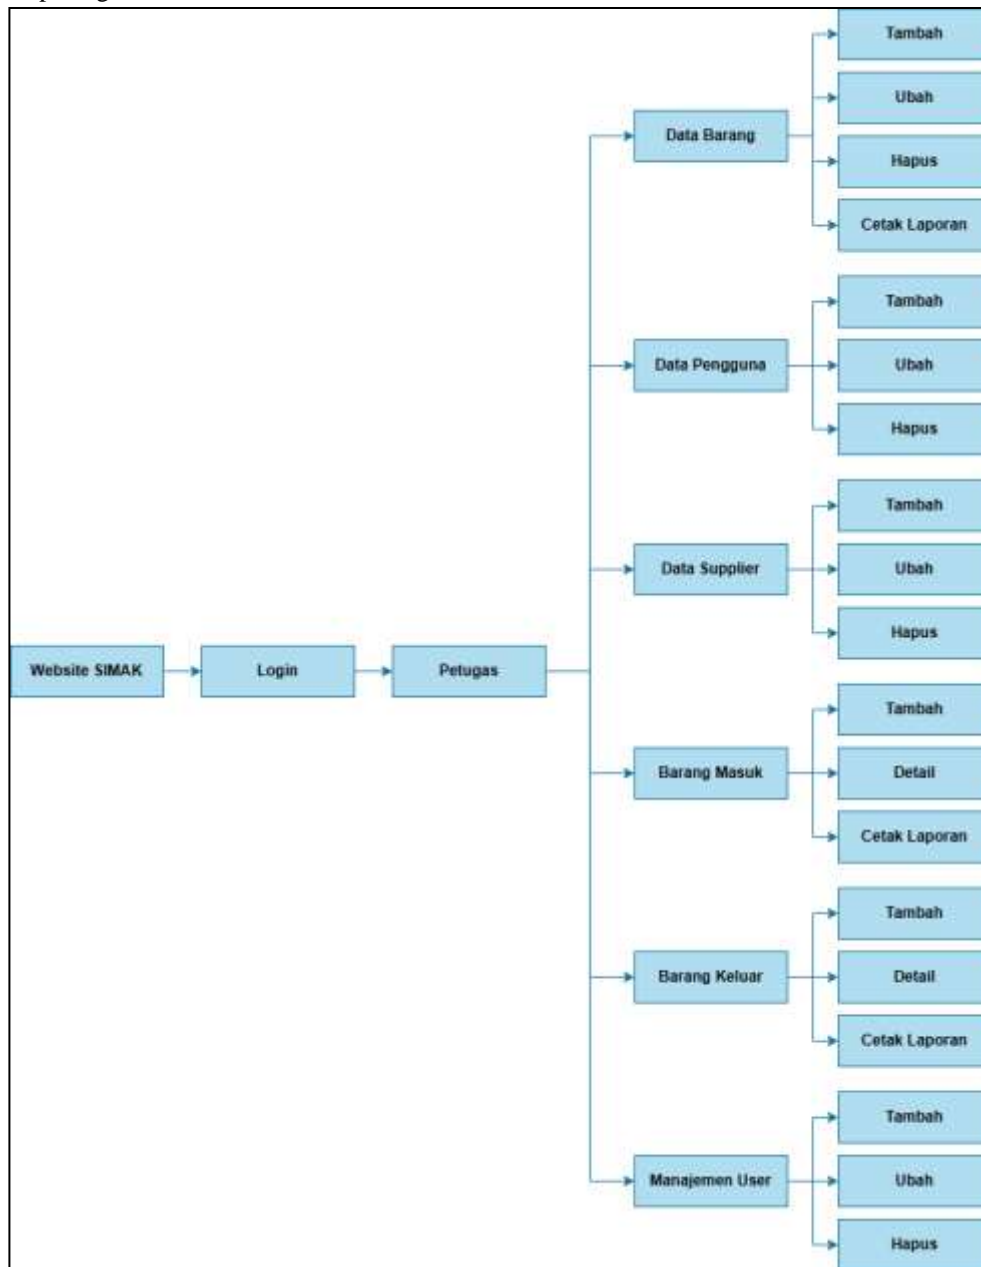 Tambah
Ubah
Data Barang
Hapus
Cetak Laporan
Tambah
Data Pengguna
Ubah
Hapus
Tambah
Data Supplier
Ubah
Hapus
Website SIMAK
Login
Petugas
Tambah
Barang Masuk
Detail
Cetak Laporan
Tambah
Barang Keluar
Detail
Cetak Laporan
Tambah
Manajemen User
Ubah
Hapus